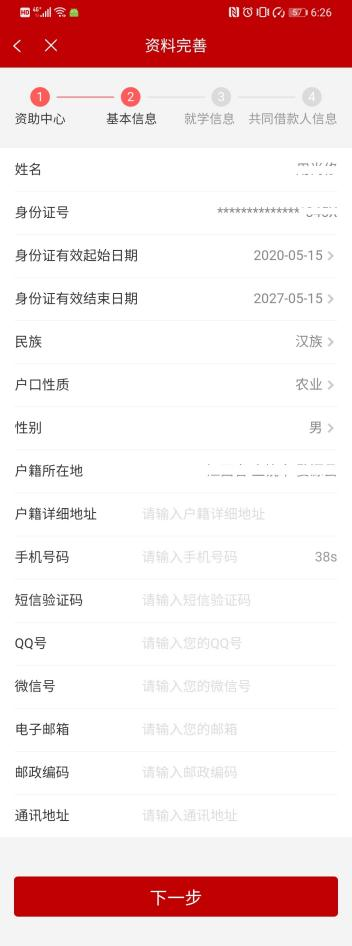 HD 46+ 57 6:26
资料完善
1 2 3 4
资助中心 基本信息 就学信息 共同借款人信息
姓名
身份证号 **************
身份证有效起始日期 2020-05-15
身份证有效结束日期 2027-05-15
民族 汉族
户口性质 农业
性别 男
户籍所在地
户籍详细地址 请输入户籍详细地址
手机号码 请输入手机号码 38s
短信验证码 请输入短信验证码
QQ号 请输入您的QQ号
微信号 请输入您的微信号
电子邮箱 请输入您的邮箱
邮政编码 请输入邮政编码
通讯地址 请输入通讯地址
下一步